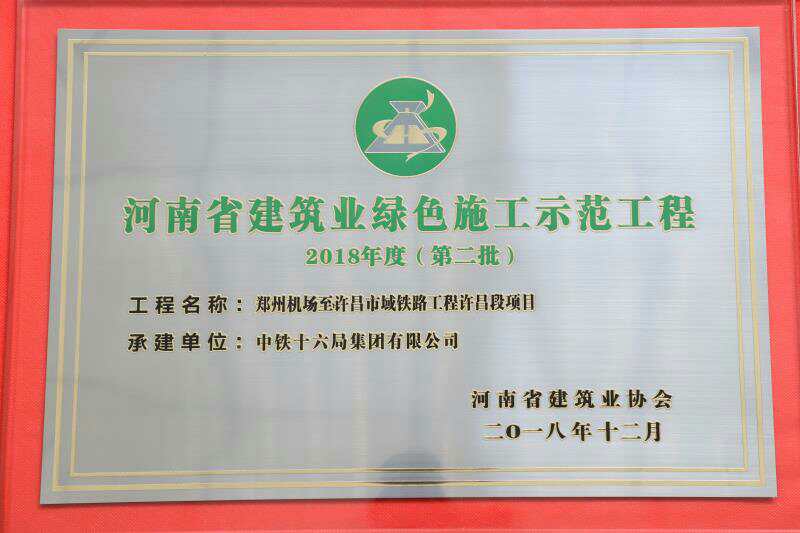 河南省建筑业绿色施工示范工程
2018年度（第二批）
工程名称：郑州机场至许昌市域铁路工程许昌段项目
承建单位：中铁十六局集团有限公司
河南省建筑业协会
二O一八年十二月